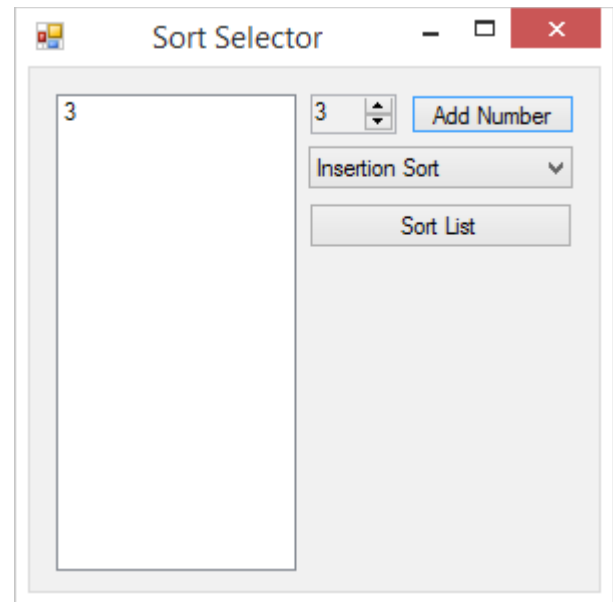 Sort Selector
3
3
Add Number
Insertion Sort
Sort List